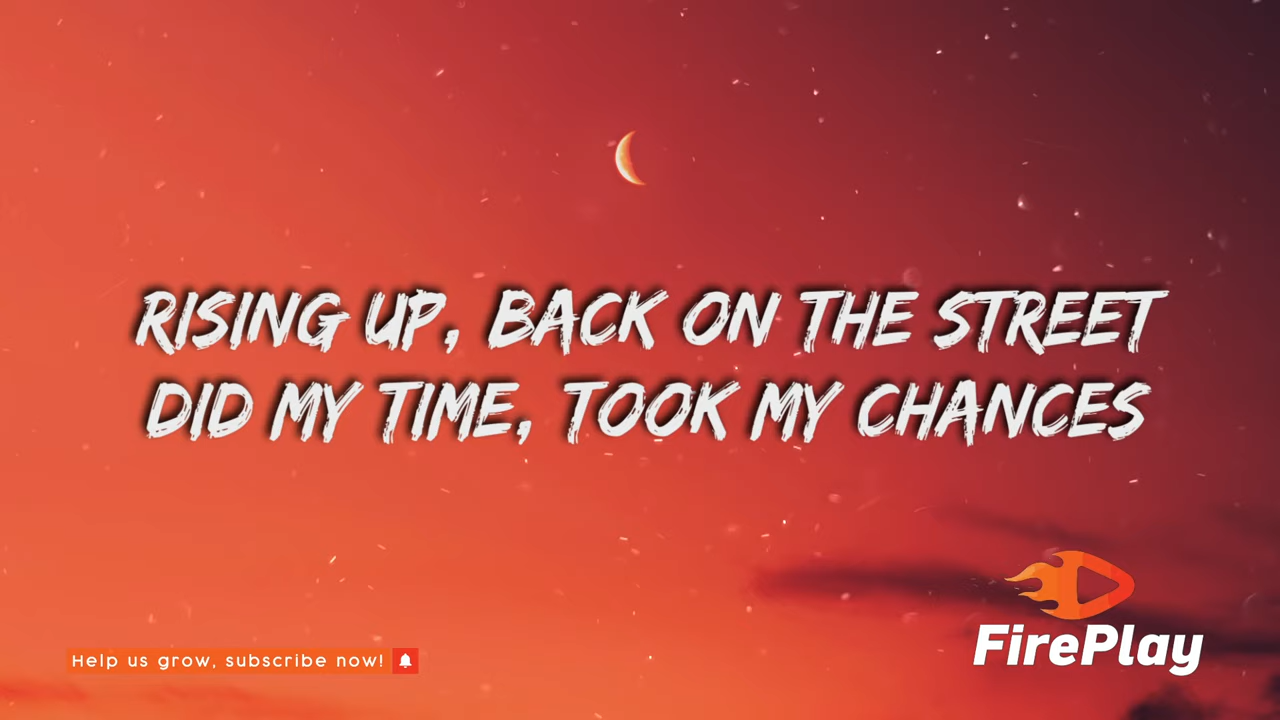 RISING UP, BACK ON THE STREET
DID MY TIME, TOOK MY CHANCES
Help us grow, subscribe now!
FirePlay